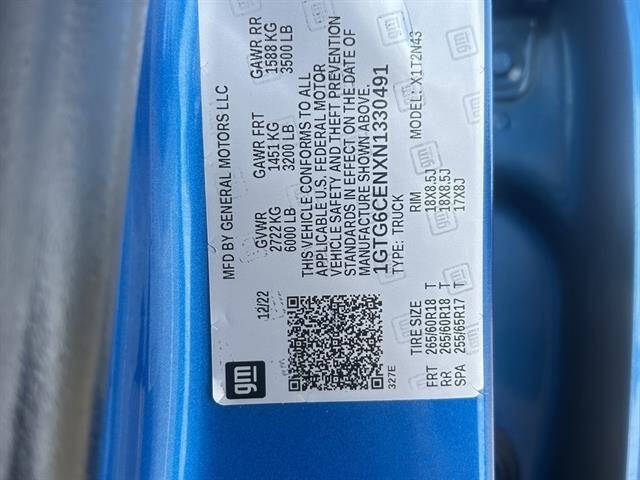 gm
MFD BY GENERAL MOTORS LLC
12/22
GVWR GAWR FRT GAWR RR
2722 KG 1451 KG 1588 KG
6000 LB 3200 LB 3500 LB
THIS VEHICLE CONFORMS TO ALL
APPLICABLE U.S. FEDERAL MOTOR
VEHICLE SAFETY, AND THEFT PREVENTION
STANDARDS IN EFFECT ON THE DATE OF
MANUFACTURE SHOWN ABOVE.
1GTG6CENXN1330491
327E
TYPE: TRUCK MODEL: X1T2N43
TIRE SIZE RIM
FRT 265/60R18 T 18X8.5J
RR 265/60R18 T 18X8.5J
SPA 255/65R17 T 17X8J